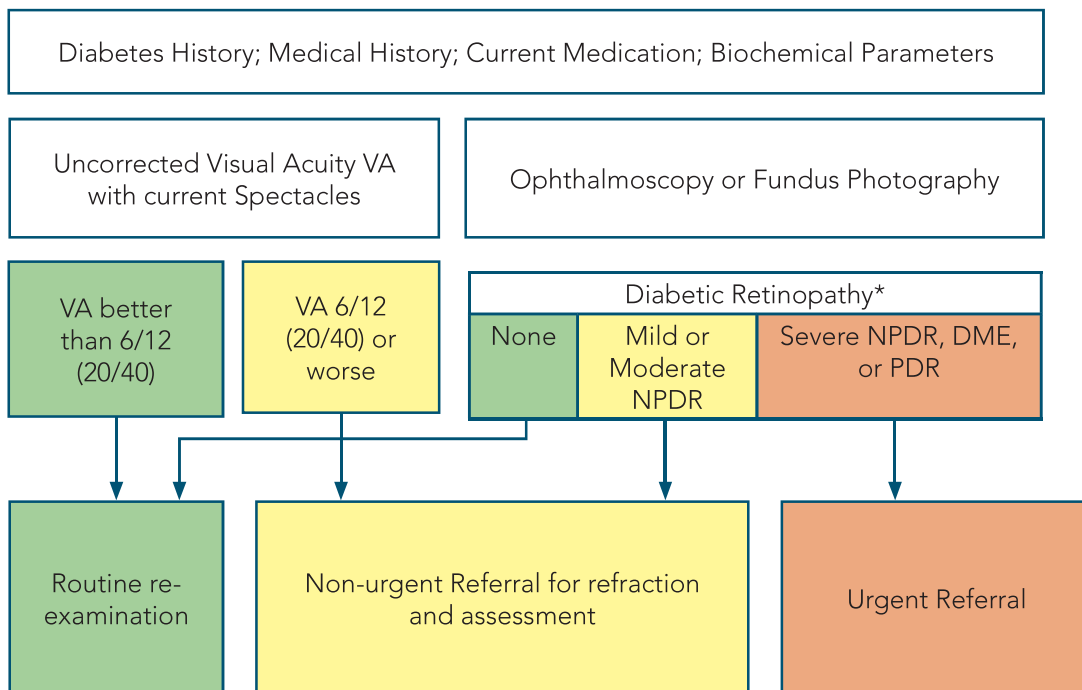 Diabetes History; Medical History; Current Medication; Biochemical Parameters
Uncorrected Visual Acuity VA
with current Spectacles
Ophthalmoscopy or Fundus Photography
VA better
than 6/12
(20/40)
VA 6/12
(20/40) or
worse
Diabetic Retinopathy*
None
Mild or
Moderate
NPDR
Severe NPDR, DME,
or PDR
Routine re-
examination
Non-urgent Referral for refraction
and assessment
Urgent Referral